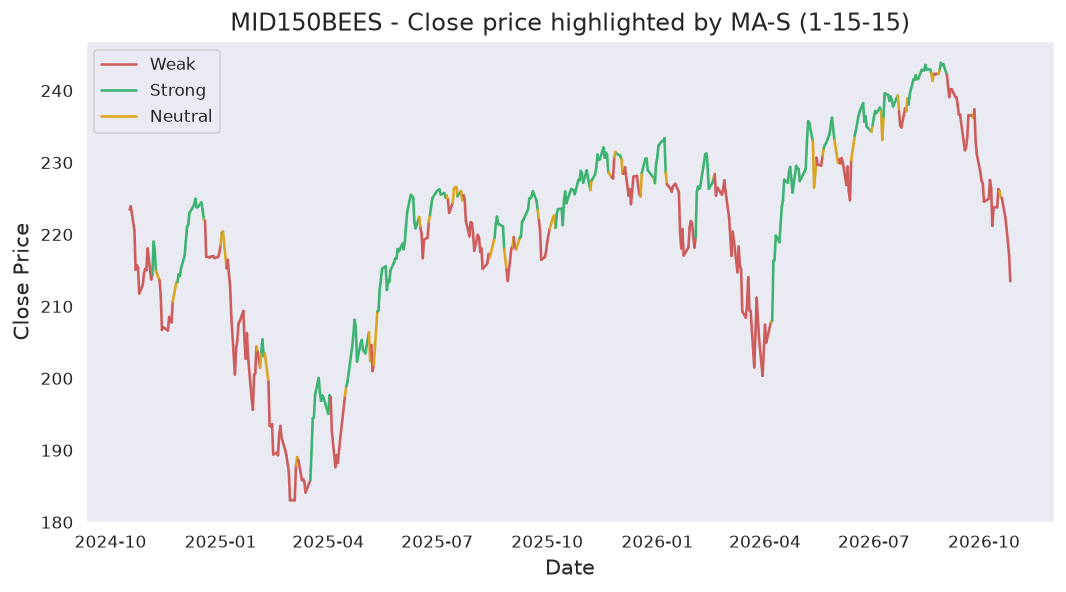 MID150BEES - Close price highlighted by MA-S (1-15-15)
Weak
Strong
Neutral
Close Price
240
230
220
210
200
190
180
2024-10 2025-01 2025-04 2025-07 2025-10 2026-01 2026-04 2026-07 2026-10
Date